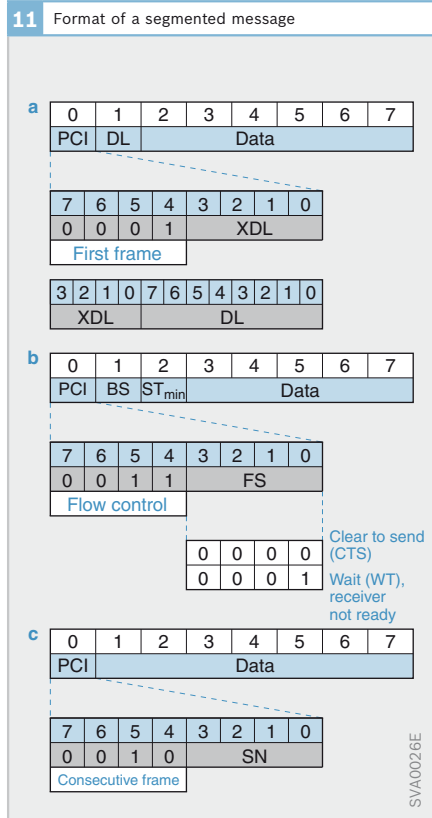 11 Format of a segmented message
a
0 1 2 3 4 5 6 7
PCI DL Data
7 6 5 4 3 2 1 0
0 0 0 1 XDL
First frame
3 2 1 0 7 6 5 4 3 2 1 0
XDL DL
b
0 1 2 3 4 5 6 7
PCI BS STmin Data
7 6 5 4 3 2 1 0
0 0 1 1 FS
Flow control
0 0 0 0
Clear to send
(CTS)
0 0 0 1
Wait (WT),
receiver
not ready
c
0 1 2 3 4 5 6 7
PCI Data
7 6 5 4 3 2 1 0
0 0 1 0 SN
Consecutive frame
SVA0026E